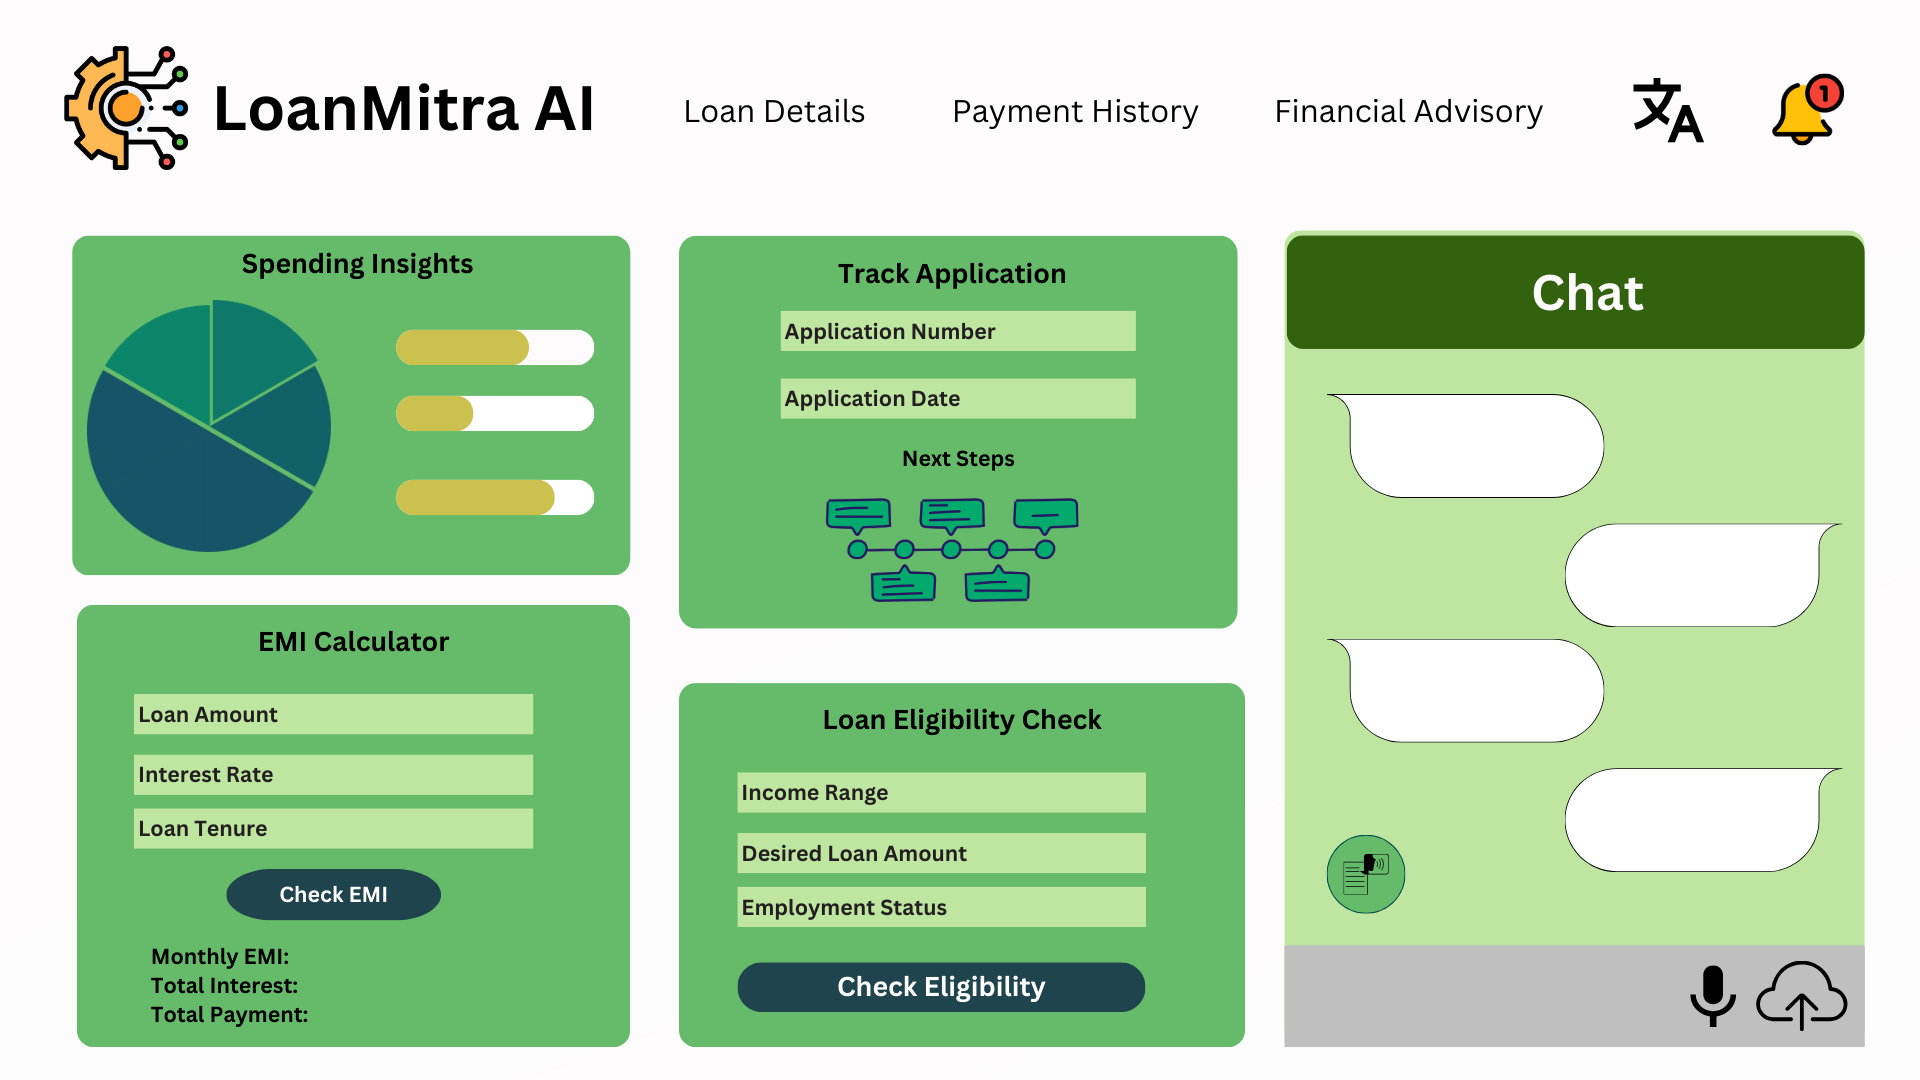 LoanMitra AI
Loan Details
Payment History
Financial Advisory
文A
1
Spending Insights
EMI Calculator
Loan Amount
Interest Rate
Loan Tenure
Check EMI
Monthly EMI:
Total Interest:
Total Payment:
Track Application
Application Number
Application Date
Next Steps
Loan Eligibility Check
Income Range
Desired Loan Amount
Employment Status
Check Eligibility
Chat